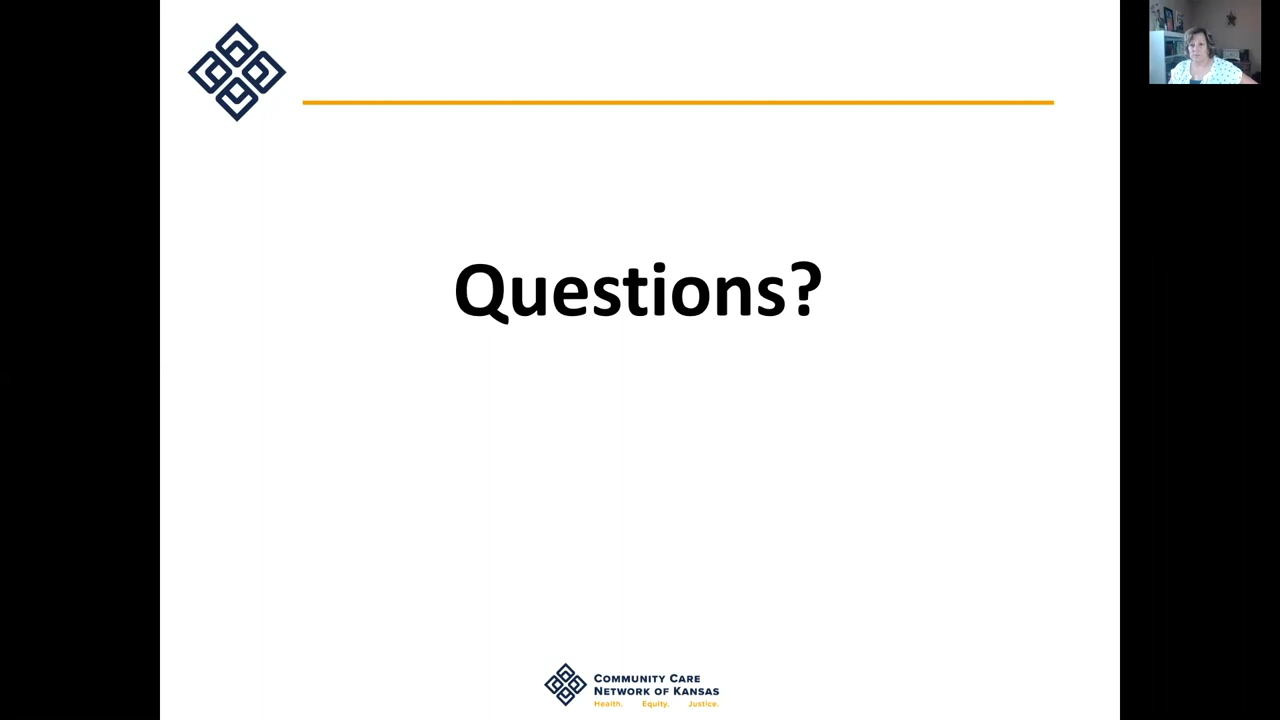 Questions?
COMMUNITY CARE
NETWORK OF KANSAS
Health. Equity. Justice.